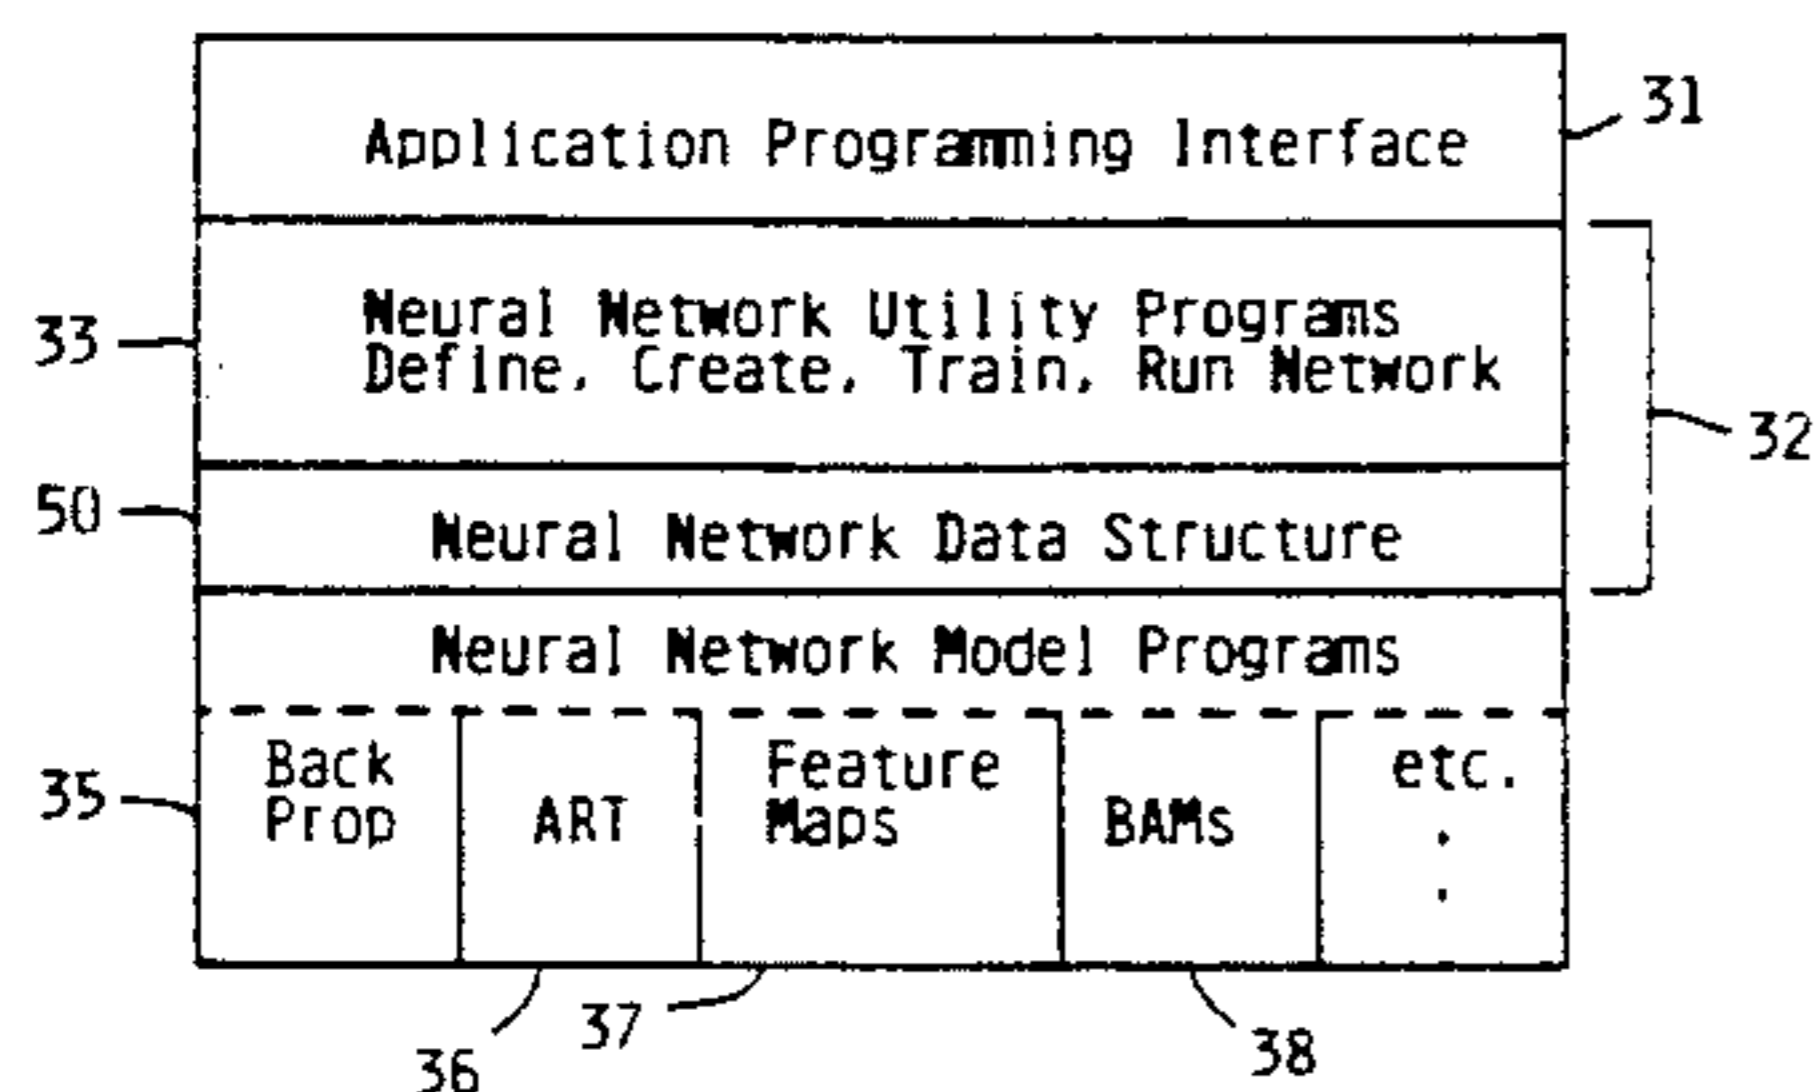 Application Programming Interface
31
Neural Network Utility Programs
Define, Create, Train, Run Network
33
32
50
Neural Network Data Structure
Neural Network Model Programs
35
Back
Prop
ART
Feature
Maps
BAMs
etc.
.
.
36
37
38